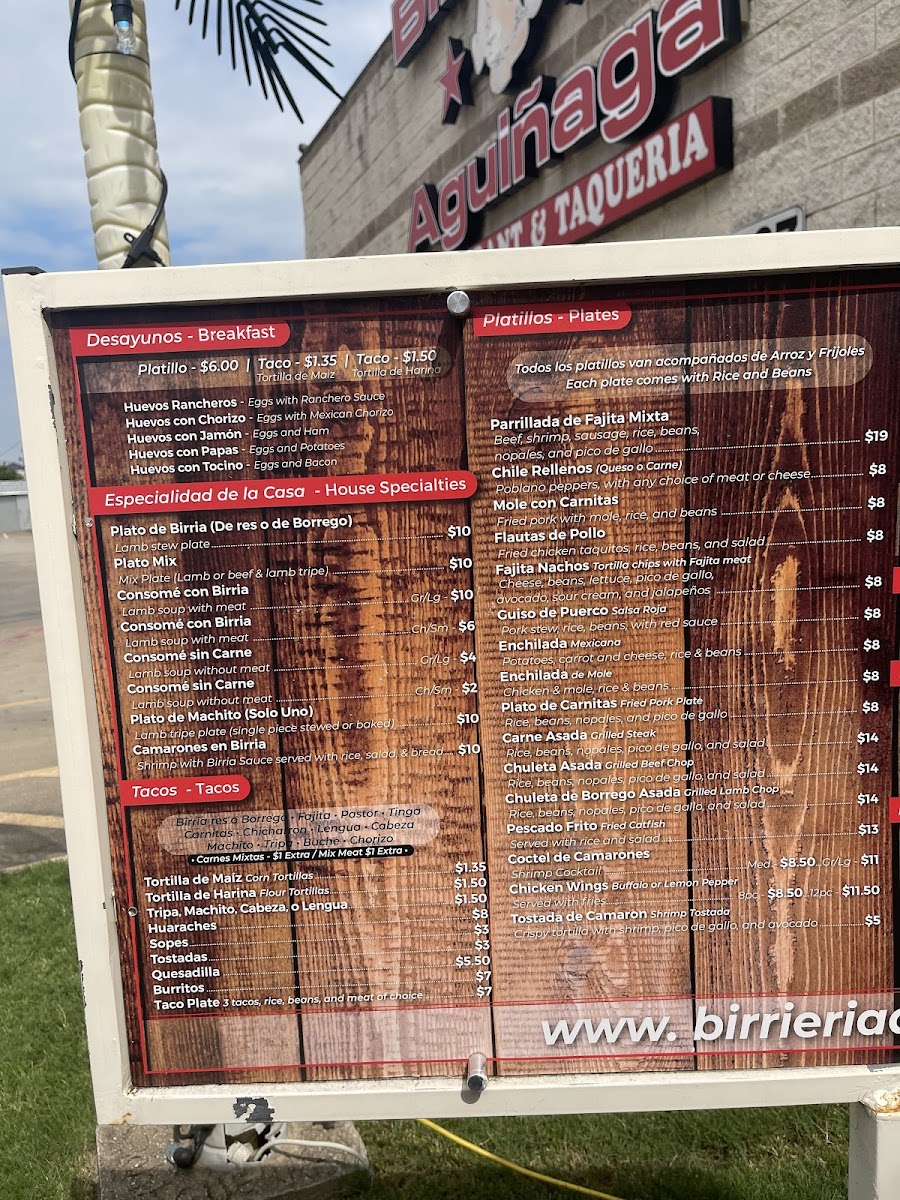 Aguiñaga
& TAQUERIA
Desayunos - Breakfast
Platillo - $6.00 | Taco - $1.35 | Taco - $1.50
Tortilla de Maiz Tortilla de Harina
Huevos Rancheros - Eggs with Ranchero Sauce
Huevos con Chorizo - Eggs with Mexican Chorizo
Huevos con Jamón - Eggs and Ham
Huevos con Papas - Eggs and Potatoes
Huevos con Tocino - Eggs and Bacon
Especialidad de la Casa - House Specialties
Plato de Birria (De res o de Borrego)
Lamb stew plate $10
Plato Mix
Mix Plate (Lamb or beef & lamb tripe) $10
Consomé con Birria
Lamb soup with meat Gr/Lg - $10
Consomé con Birria
Lamb soup with meat Ch/Sm - $6
Consomé sin Carne
Lamb soup without meat Gr/Lg - $4
Consomé sin Carne
Lamb soup without meat Ch/Sm - $2
Plato de Machito (Solo Uno)
Lamb tripe plate (single piece stewed or baked) $10
Camarones en Birria
Shrimp with Birria Sauce served with rice, salad, & bread $10
Tacos - Tacos
Birria res o Borrego • Fajita • Pastor • Tinga
Carnitas • Chicharron • Lengua • Cabeza
Machito • Tripa • Buche • Chorizo
• Carnes Mixtas - $1 Extra / Mix Meat $1 Extra •
Tortilla de Maíz Corn Tortillas $1.35
Tortilla de Harina Flour Tortillas $1.50
Tripa, Machito, Cabeza, o Lengua $1.50
Huaraches $8
Sopes $3
Tostadas $3
Quesadilla $5.50
Burritos $7
Taco Plate 3 tacos, rice, beans, and meat of choice $7
Platillos - Plates
Todos los platillos van acompañados de Arroz y Frijoles
Each plate comes with Rice and Beans
Parrillada de Fajita Mixta
Beef, shrimp, sausage, rice, beans,
nopales, and pico de gallo $19
Chile Rellenos (Queso o Carne)
Poblano peppers, with any choice of meat or cheese $8
Mole con Carnitas
Fried pork with mole, rice, and beans $8
Flautas de Pollo
Fried chicken taquitos, rice, beans, and salad $8
Fajita Nachos Tortilla chips with Fajita meat
Cheese, beans, lettuce, pico de gallo,
avocado, sour cream, and jalapeños $8
Guiso de Puerco Salsa Roja
Pork stew, rice, beans, with red sauce $8
Enchilada Mexicana
Potatoes, carrot and cheese, rice & beans $8
Enchilada de Mole
Chicken & mole, rice & beans $8
Plato de Carnitas Fried Pork Plate
Rice, beans, nopales, and pico de gallo $8
Carne Asada Grilled Steak
Rice, beans, nopales, pico de gallo, and salad $14
Chuleta Asada Grilled Beef Chop
Rice, beans, nopales, pico de gallo, and salad $14
Chuleta de Borrego Asada Grilled Lamb Chop
Rice, beans, nopales, pico de gallo, and salad $14
Pescado Frito Fried Catfish
Served with rice and salad $13
Coctel de Camarones
Shrimp Cocktail Med. $8.50 Gr/Lg - $11
Chicken Wings Buffalo or Lemon Pepper
Served with fries 8pc $8.50 12pc $11.50
Tostada de Camaron Shrimp Tostada
Crispy tortilla with shrimp, pico de gallo, and avocado $5
www. birrieria